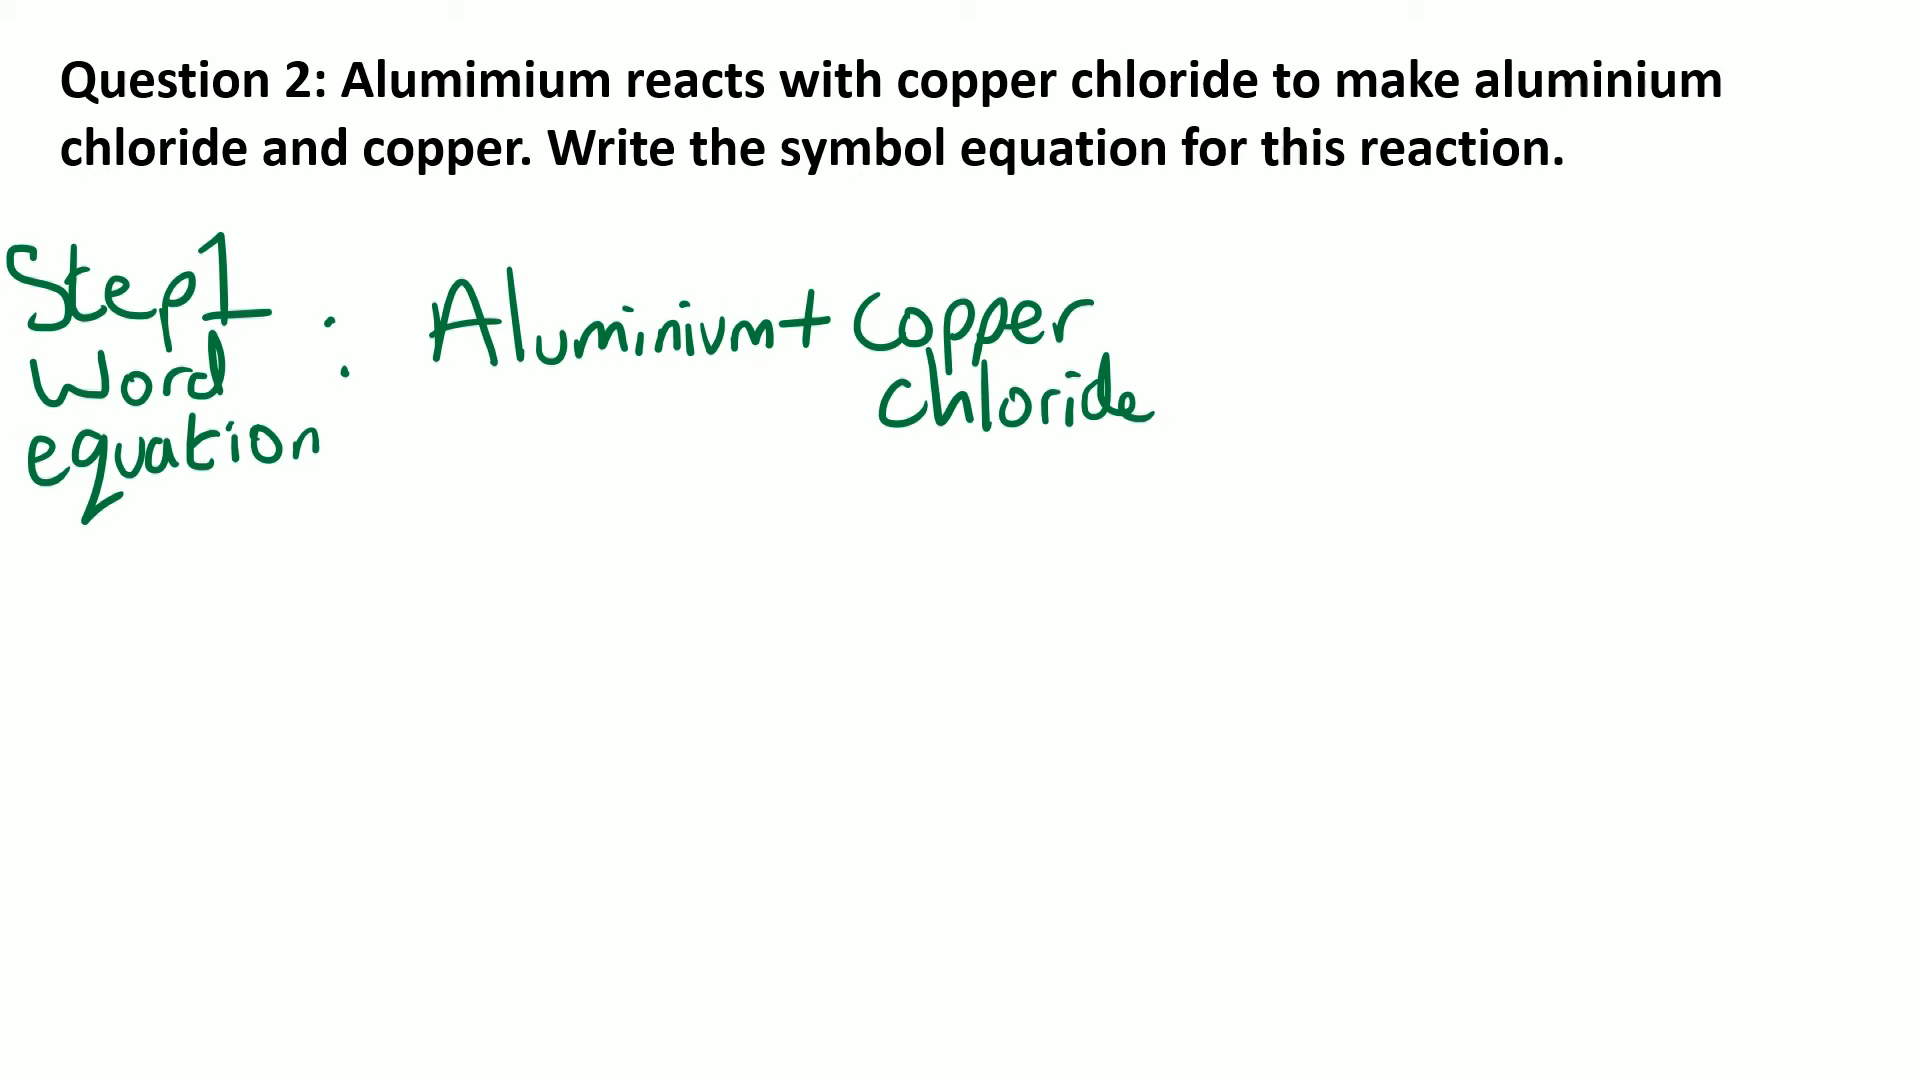 Question 2: Alumimium reacts with copper chloride to make aluminium
chloride and copper. Write the symbol equation for this reaction.
Step 1
Word
equation
: Aluminium + Copper
chloride